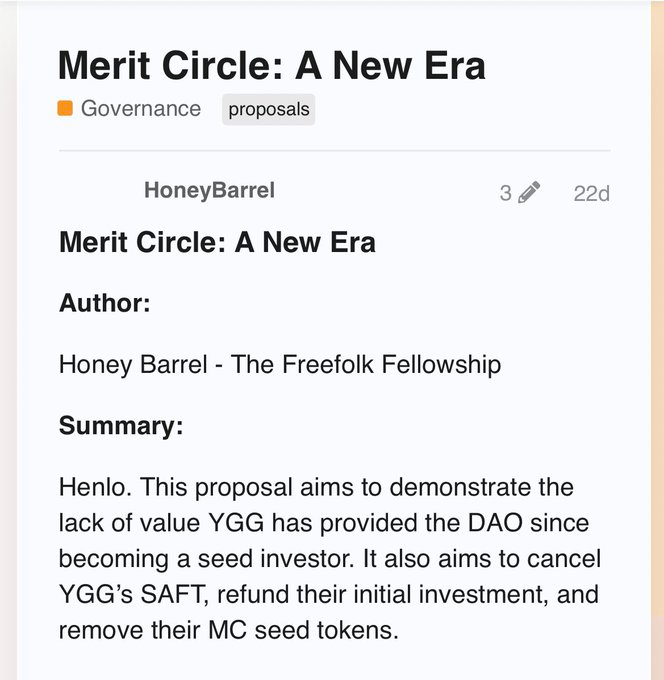 Merit Circle: A New Era
Governance proposals
HoneyBarrel 3 22d
Merit Circle: A New Era
Author:
Honey Barrel - The Freefolk Fellowship
Summary:
Henlo. This proposal aims to demonstrate the
lack of value YGG has provided the DAO since
becoming a seed investor. It also aims to cancel
YGG’s SAFT, refund their initial investment, and
remove their MC seed tokens.